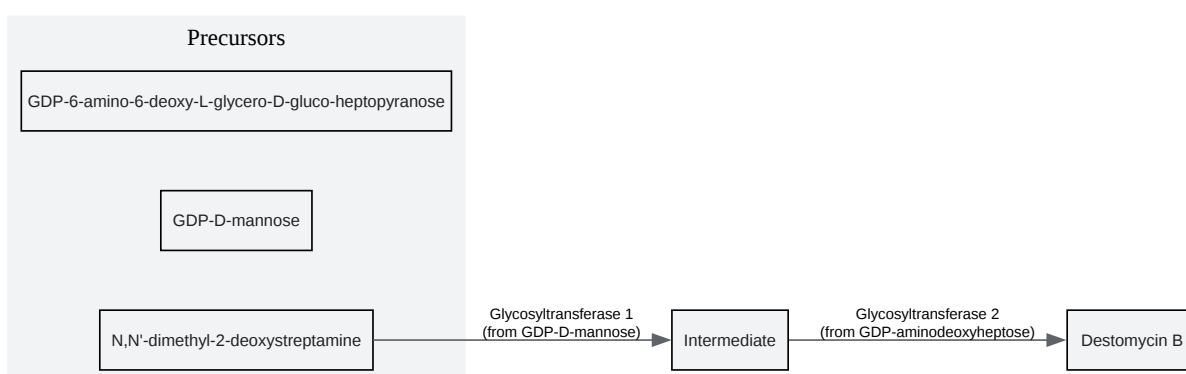 Precursors
GDP-6-amino-6-deoxy-L-glycero-D-gluco-heptopyranose
GDP-D-mannose
N,N'-dimethyl-2-deoxystreptamine
Glycosyltransferase 1
(from GDP-D-mannose)
Intermediate
Glycosyltransferase 2
(from GDP-aminodeoxyheptose)
Destomycin B